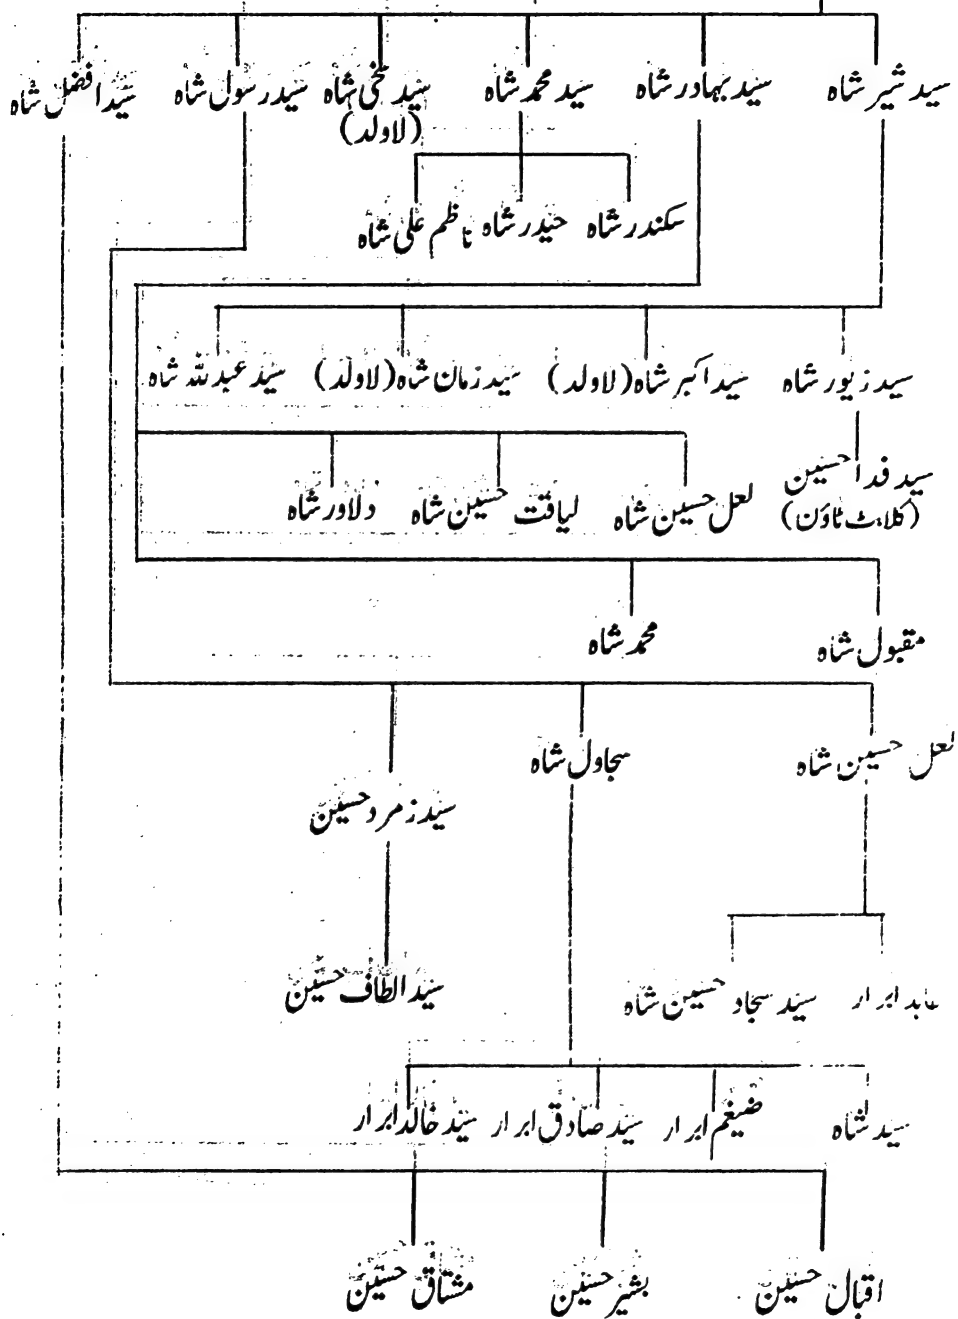 سید شیر شاہ سید بہادر شاہ سید محمد شاہ سید سخی شاہ سید رسول شاہ سید افضل شاہ
(لاولد)
سکندر شاہ حیدر شاہ ناظم علی شاہ
سید زیور شاہ سید اکبر شاہ (لاولد) سید زمان شاہ (لاولد) سید عبدللہ شاہ
سید فدا حسین
(کلائٹ ٹاؤن)
لعل حسین شاہ لیاقت حسین شاہ دلاور شاہ
مقبول شاہ محمد شاہ
لعل حسین شاہ سجاول شاہ
سید زمرد حسین
عابد ابرار سید سجاد حسین شاہ سید الطاف حسین
سید شاہ ضیغم ابرار سید صادق ابرار سید خالد ابرار
اقبال حسین بشیر حسین مشتاق حسین